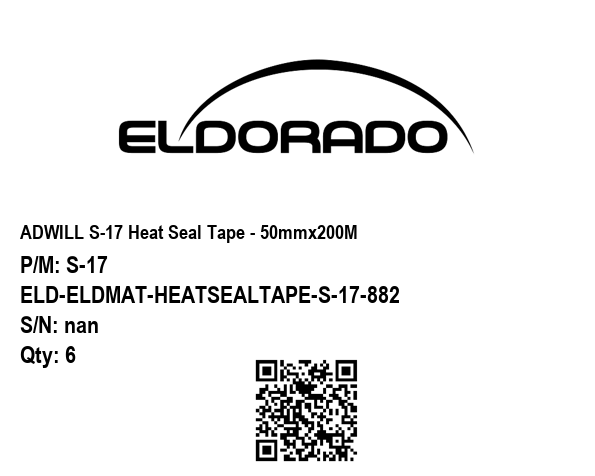 ELDORADO
ADWILL S-17 Heat Seal Tape - 50mmx200M
P/M: S-17
ELD-ELDMAT-HEATSEALTAPE-S-17-882
S/N: nan
Qty: 6